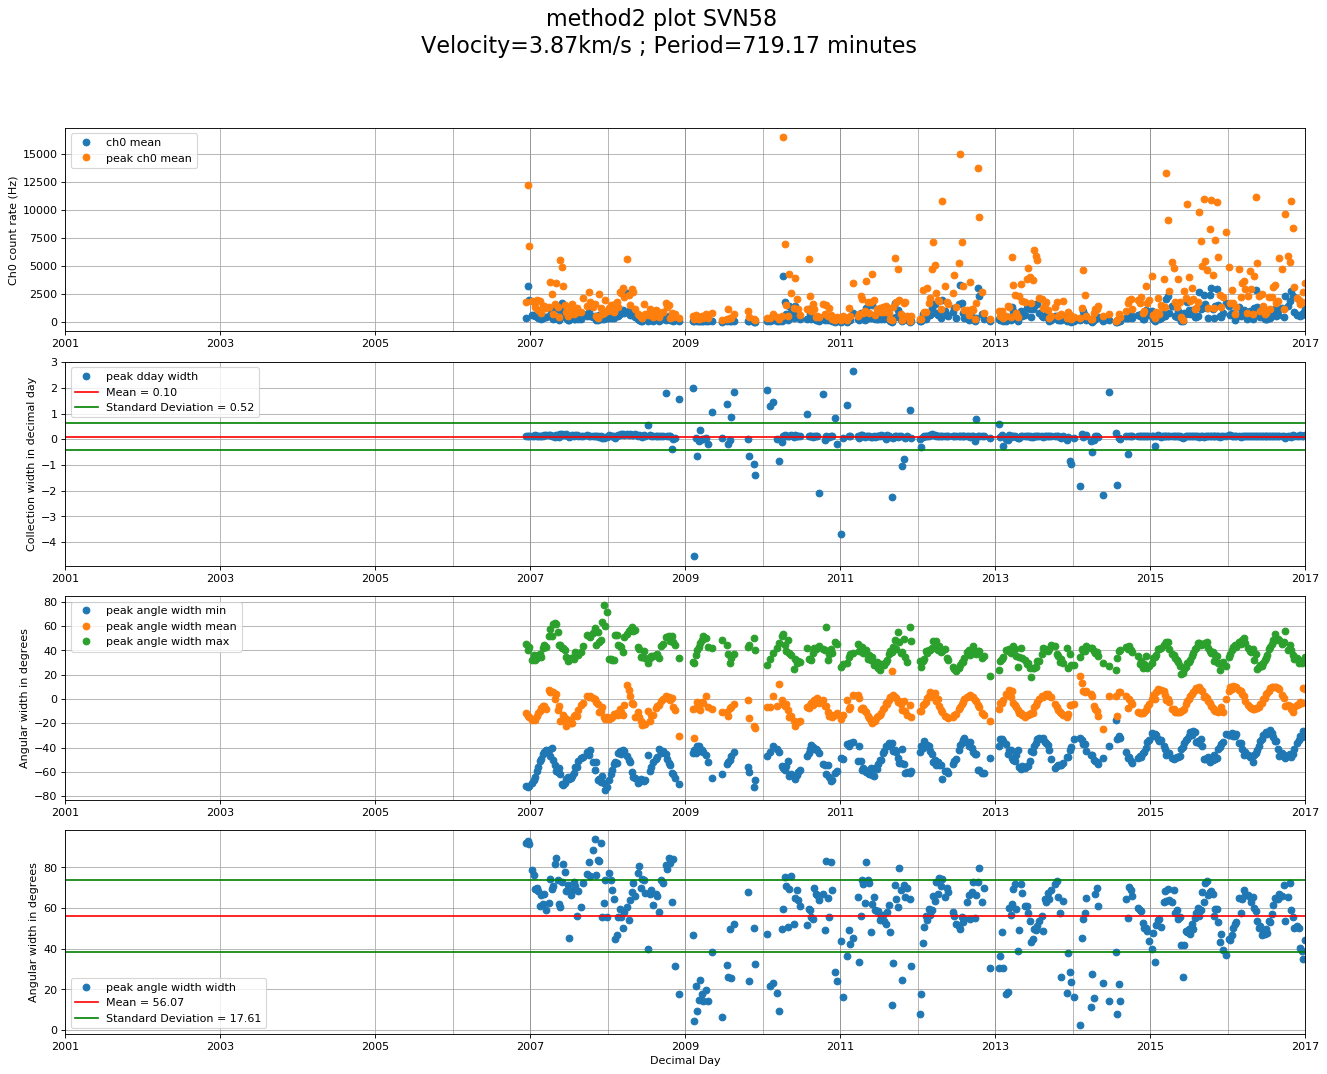 method2 plot SVN58
Velocity=3.87km/s ; Period=719.17 minutes
ch0 mean
peak ch0 mean
Ch0 count rate (Hz)
15000
12500
10000
7500
5000
2500
0
2001 2003 2005 2007 2009 2011 2013 2015 2017
peak dday width
Mean = 0.10
Standard Deviation = 0.52
Collection width in decimal day
3
2
1
0
−1
−2
−3
−4
2001 2003 2005 2007 2009 2011 2013 2015 2017
peak angle width min
peak angle width mean
peak angle width max
Angular width in degrees
80
60
40
20
0
−20
−40
−60
−80
2001 2003 2005 2007 2009 2011 2013 2015 2017
Angular width in degrees
80
60
40
20
0
peak angle width width
Mean = 56.07
Standard Deviation = 17.61
2001 2003 2005 2007 2009 2011 2013 2015 2017
Decimal Day